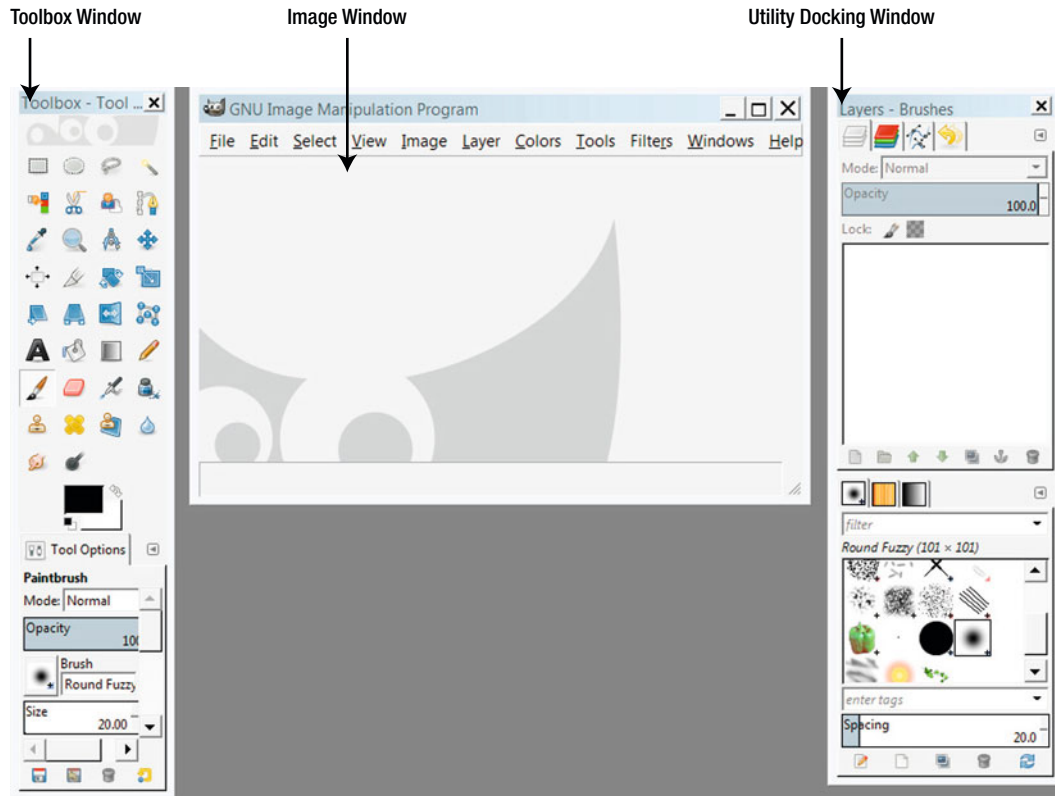 Toolbox Window
Image Window
Utility Docking Window
Toolbox - Tool ...
GNU Image Manipulation Program
File Edit Select View Image Layer Colors Tools Filters Windows Help
Tool Options
Paintbrush
Mode: Normal
Opacity
100
Brush
Round Fuzzy
Size
20.00
Layers - Brushes
Mode: Normal
Opacity
100.0
Lock:
filter
Round Fuzzy (101 × 101)
enter tags
Spacing
20.0